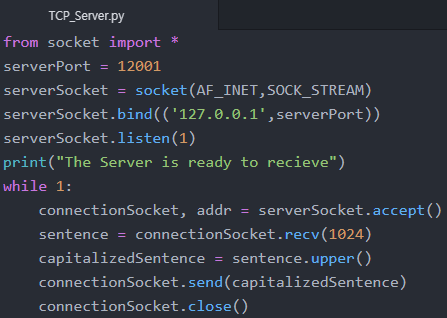 TCP_Server.py
from socket import *
serverPort = 12001
serverSocket = socket(AF_INET,SOCK_STREAM)
serverSocket.bind(('127.0.0.1',serverPort))
serverSocket.listen(1)
print("The Server is ready to recieve")
while 1:
    connectionSocket, addr = serverSocket.accept()
    sentence = connectionSocket.recv(1024)
    capitalizedSentence = sentence.upper()
    connectionSocket.send(capitalizedSentence)
    connectionSocket.close()